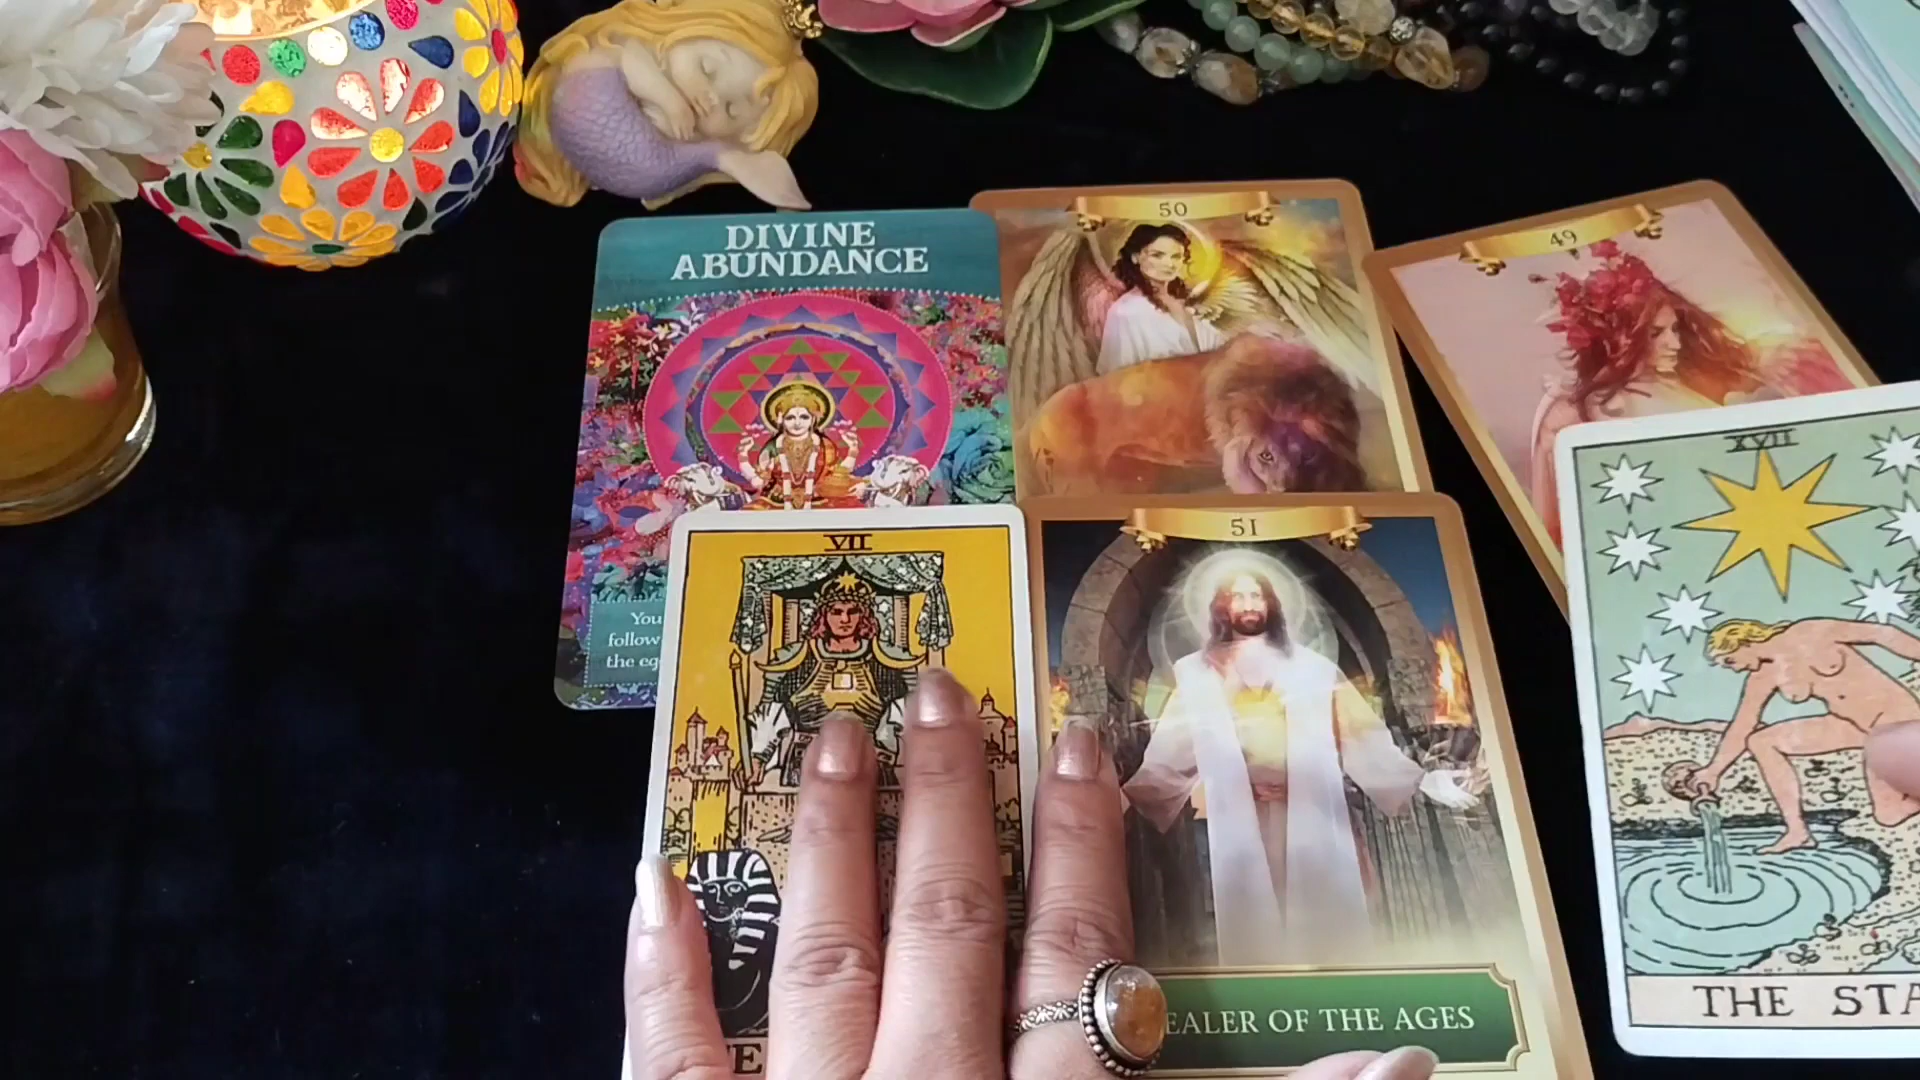 DIVINE
ABUNDANCE
50
49
XVII
VII
51
You
follow
the eg
EALER OF THE AGES
THE STA
E